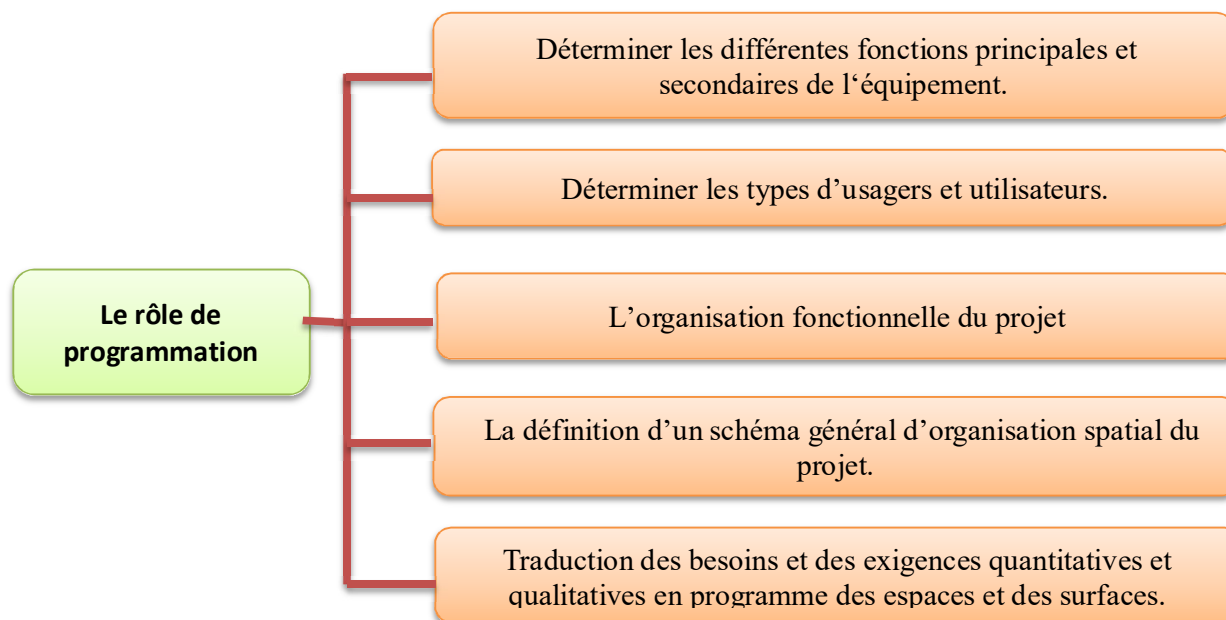 Déterminer les différentes fonctions principales et
secondaires de l‘équipement.
Déterminer les types d’usagers et utilisateurs.
Le rôle de
programmation
L’organisation fonctionnelle du projet
La définition d’un schéma général d’organisation spatial du
projet.
Traduction des besoins et des exigences quantitatives et
qualitatives en programme des espaces et des surfaces.